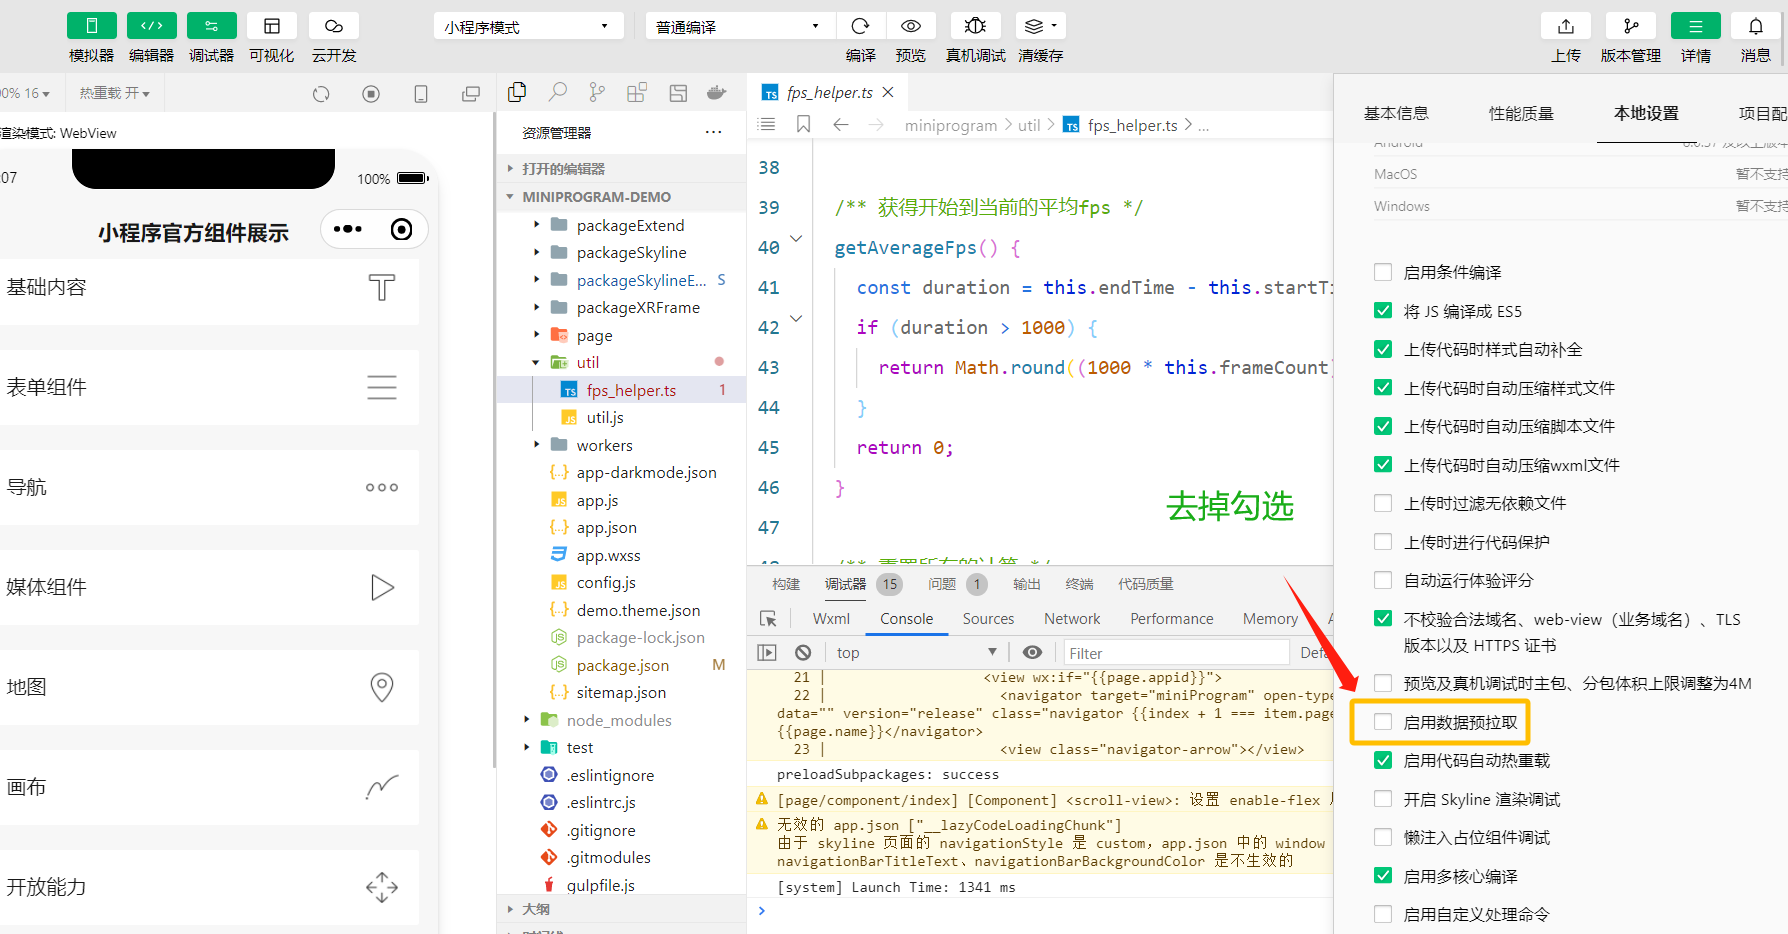 小程序模式
普通编译
模拟器
编辑器
调试器
可视化
云开发
编译
预览
真机调试
清缓存
上传
版本管理
详情
消息
0% 16
热重载 开
渲染模式: WebView
:07
100%
小程序官方组件展示
基础内容
表单组件
导航
媒体组件
地图
画布
开放能力
资源管理器
打开的编辑器
MINIPROGRAM-DEMO
packageExtend
packageSkyline
packageSkylineE... S
packageXRFrame
page
util
TS fps_helper.ts 1
JS util.js
workers
{..} app-darkmode.json
JS app.js
{..} app.json
app.wxss
JS config.js
{..} demo.theme.json
package-lock.json
package.json M
{..} sitemap.json
node_modules
test
.eslintignore
.eslintrc.js
.gitignore
.gitmodules
gulpfile.js
大纲
时间线
TS fps_helper.ts
miniprogram > util > TS fps_helper.ts > ...
38
39 /** 获得开始到当前的平均fps */
40 getAverageFps() {
41 const duration = this.endTime - this.startTi
42 if (duration > 1000) {
43 return Math.round((1000 * this.frameCount)
44 }
45 return 0;
46 }
47
48 /** 重置所有的计算 */
去掉勾选
构建
调试器 15
问题 1
输出
终端
代码质量
Wxml
Console
Sources
Network
Performance
Memory
top
Filter
Defa
21 | <view wx:if="{{page.appid}}">
22 | <navigator target="miniProgram" open-type
data="" version="release" class="navigator {{index + 1 === item.page
{{page.name}}</navigator>
23 | <view class="navigator-arrow"></view>
preloadSubpackages: success
[page/component/index] [Component] <scroll-view>: 设置 enable-flex
无效的 app.json ["__lazyCodeLoadingChunk"]
由于 skyline 页面的 navigationStyle 是 custom，app.json 中的 window
navigationBarTitleText、navigationBarBackgroundColor 是不生效的
[system] Launch Time: 1341 ms
基本信息
性能质量
本地设置
项目配
Android
MacOS 暂不支持
Windows 暂不支持
启用条件编译
将 JS 编译成 ES5
上传代码时样式自动补全
上传代码时自动压缩样式文件
上传代码时自动压缩脚本文件
上传代码时自动压缩wxml文件
上传时过滤无依赖文件
上传时进行代码保护
自动运行体验评分
不校验合法域名、web-view（业务域名）、TLS
版本以及 HTTPS 证书
预览及真机调试时主包、分包体积上限调整为4M
启用数据预拉取
启用代码自动热重载
开启 Skyline 渲染调试
懒注入占位组件调试
启用多核心编译
启用自定义处理命令